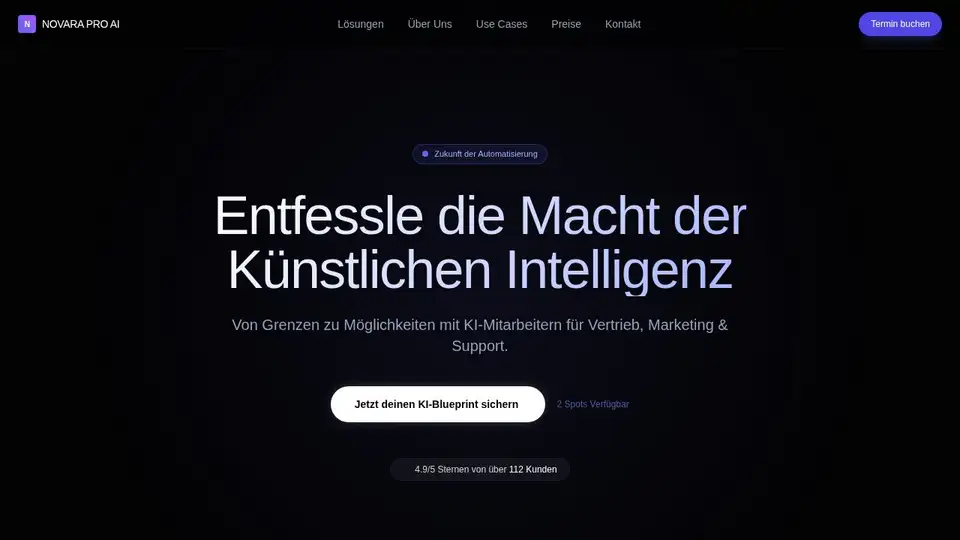 N NOVARA PRO AI
Lösungen Über Uns Use Cases Preise Kontakt
Termin buchen
Zukunft der Automatisierung
Entfessle die Macht der
Künstlichen Intelligenz
Von Grenzen zu Möglichkeiten mit KI-Mitarbeitern für Vertrieb, Marketing &
Support.
Jetzt deinen KI-Blueprint sichern
2 Spots Verfügbar
4.9/5 Sternen von über 112 Kunden